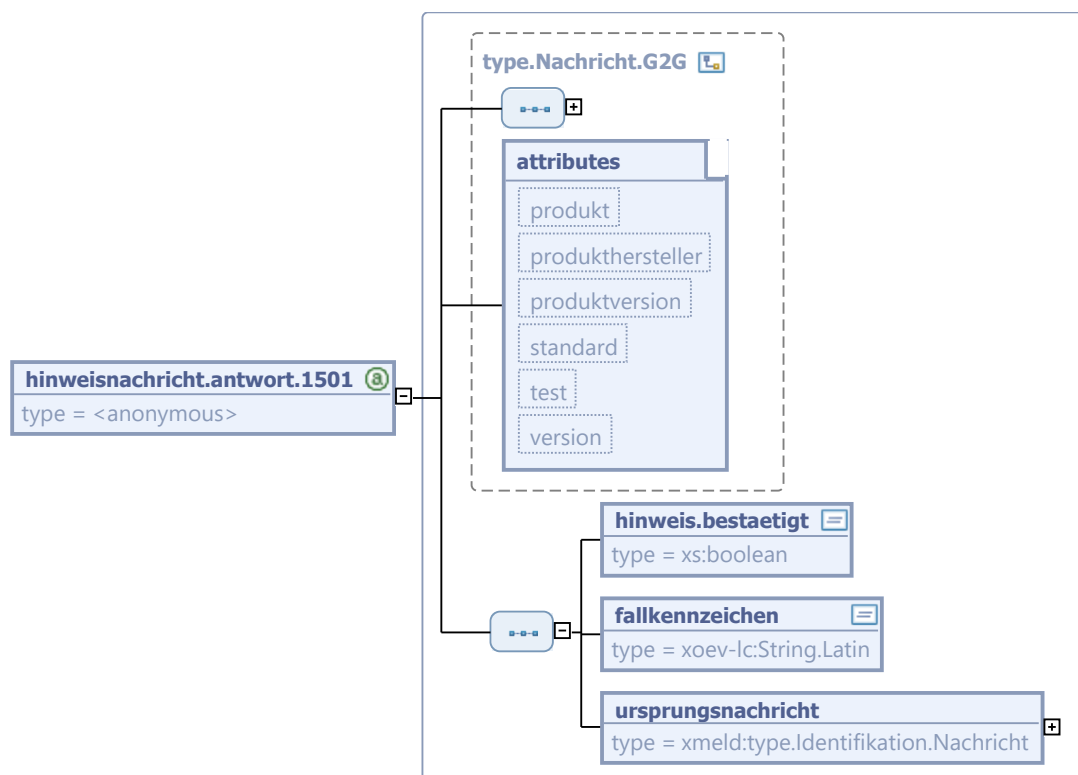 type.Nachricht.G2G
attributes
produkt
produkthersteller
produktversion
standard
test
version
hinweisnachricht.antwort.1501
type = <anonymous>
hinweis.bestaetigt
type = xs:boolean
fallkennzeichen
type = xoev-lc:String.Latin
ursprungsnachricht
type = xmeld:type.Identifikation.Nachricht